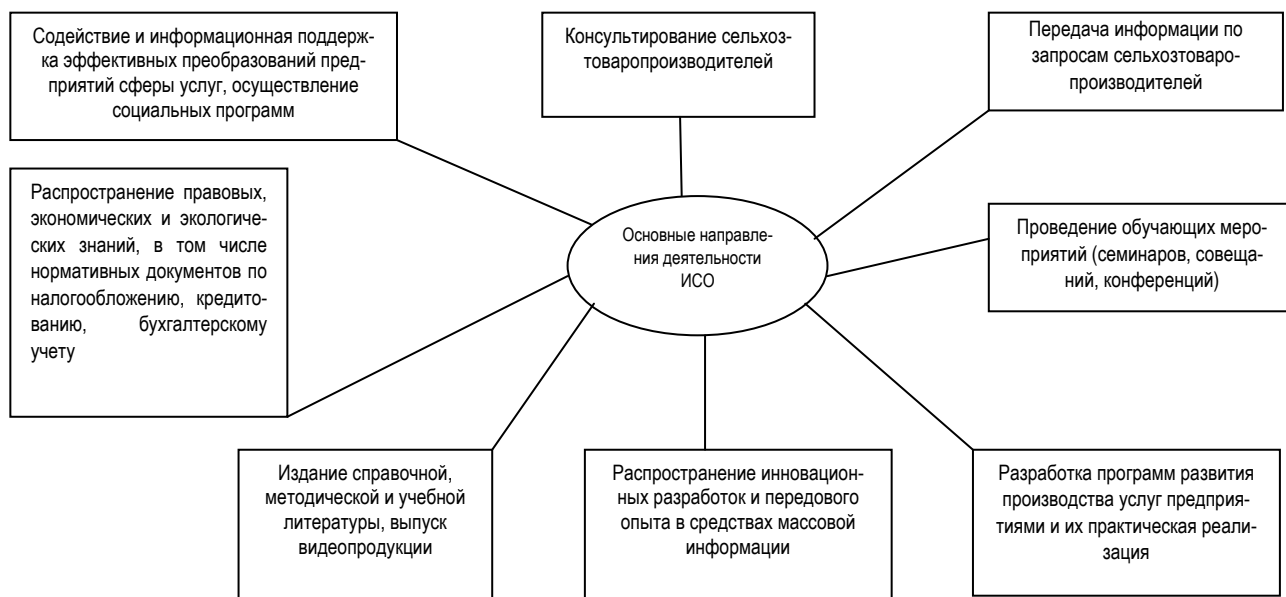 Содействие и информационная поддерж-
ка эффективных преобразований пред-
приятий сферы услуг, осуществление
социальных программ
Консультирование сельхоз-
товаропроизводителей
Передача информации по
запросам сельхозтоваро-
производителей
Распространение правовых,
экономических и экологиче-
ских знаний, в том числе
нормативных документов по
налогообложению, кредито-
ванию, бухгалтерскому
учету
Основные направле-
ния деятельности
ИСО
Проведение обучающих меро-
приятий (семинаров, совеща-
ний, конференций)
Издание справочной,
методической и учебной
литературы, выпуск
видеопродукции
Распространение инновацион-
ных разработок и передового
опыта в средствах массовой
информации
Разработка программ развития
производства услуг предприя-
тиями и их практическая реали-
зация